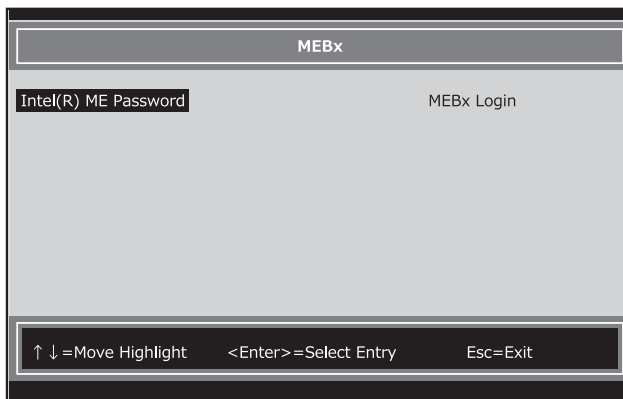 MEBx
Intel(R) ME Password MEBx Login
↑ ↓=Move Highlight <Enter>=Select Entry Esc=Exit